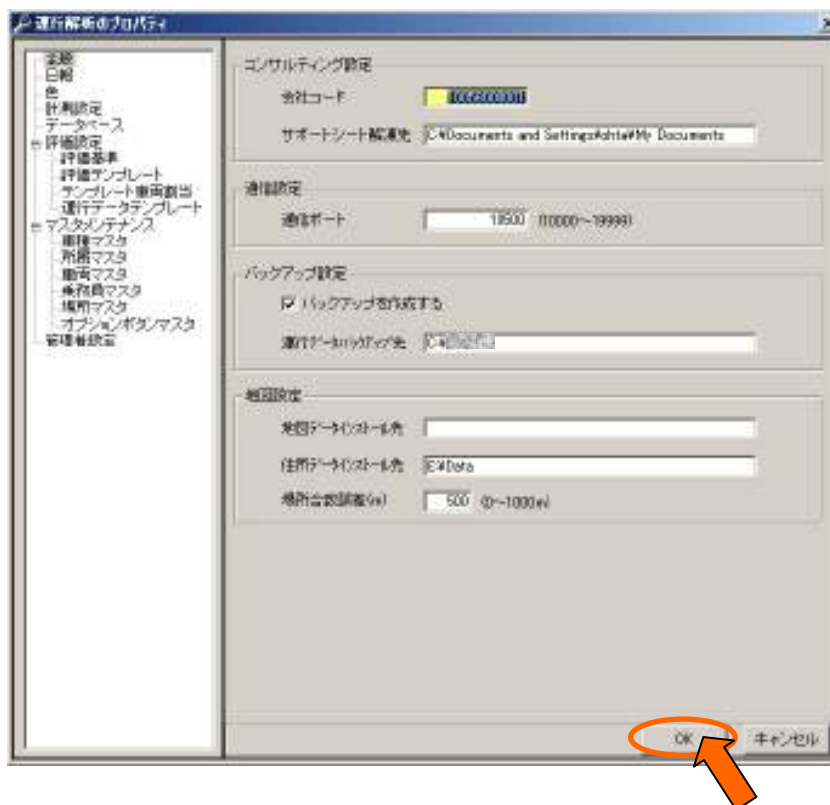 運行解析のプロパティ
全般
日報
色
計測設定
データベース
評価設定
評価基準
評価テンプレート
テンプレート車両割当
運行データテンプレート
マスタメンテナンス
車種マスタ
所属マスタ
車両マスタ
乗務員マスタ
場所マスタ
オプションボタンマスタ
管理者設定
コンサルティング設定
会社コード
サポートシート解凍先 C:¥Documents and Settings¥ohta¥My Documents
通信設定
通信ポート 10500 (10000～19999)
バックアップ設定
バックアップを作成する
運行データバックアップ先 C:¥
地図設定
地図データインストール先
住所データインストール先 E:¥Data
場所合致誤差(m) 500 (0～1000m)
OK キャンセル